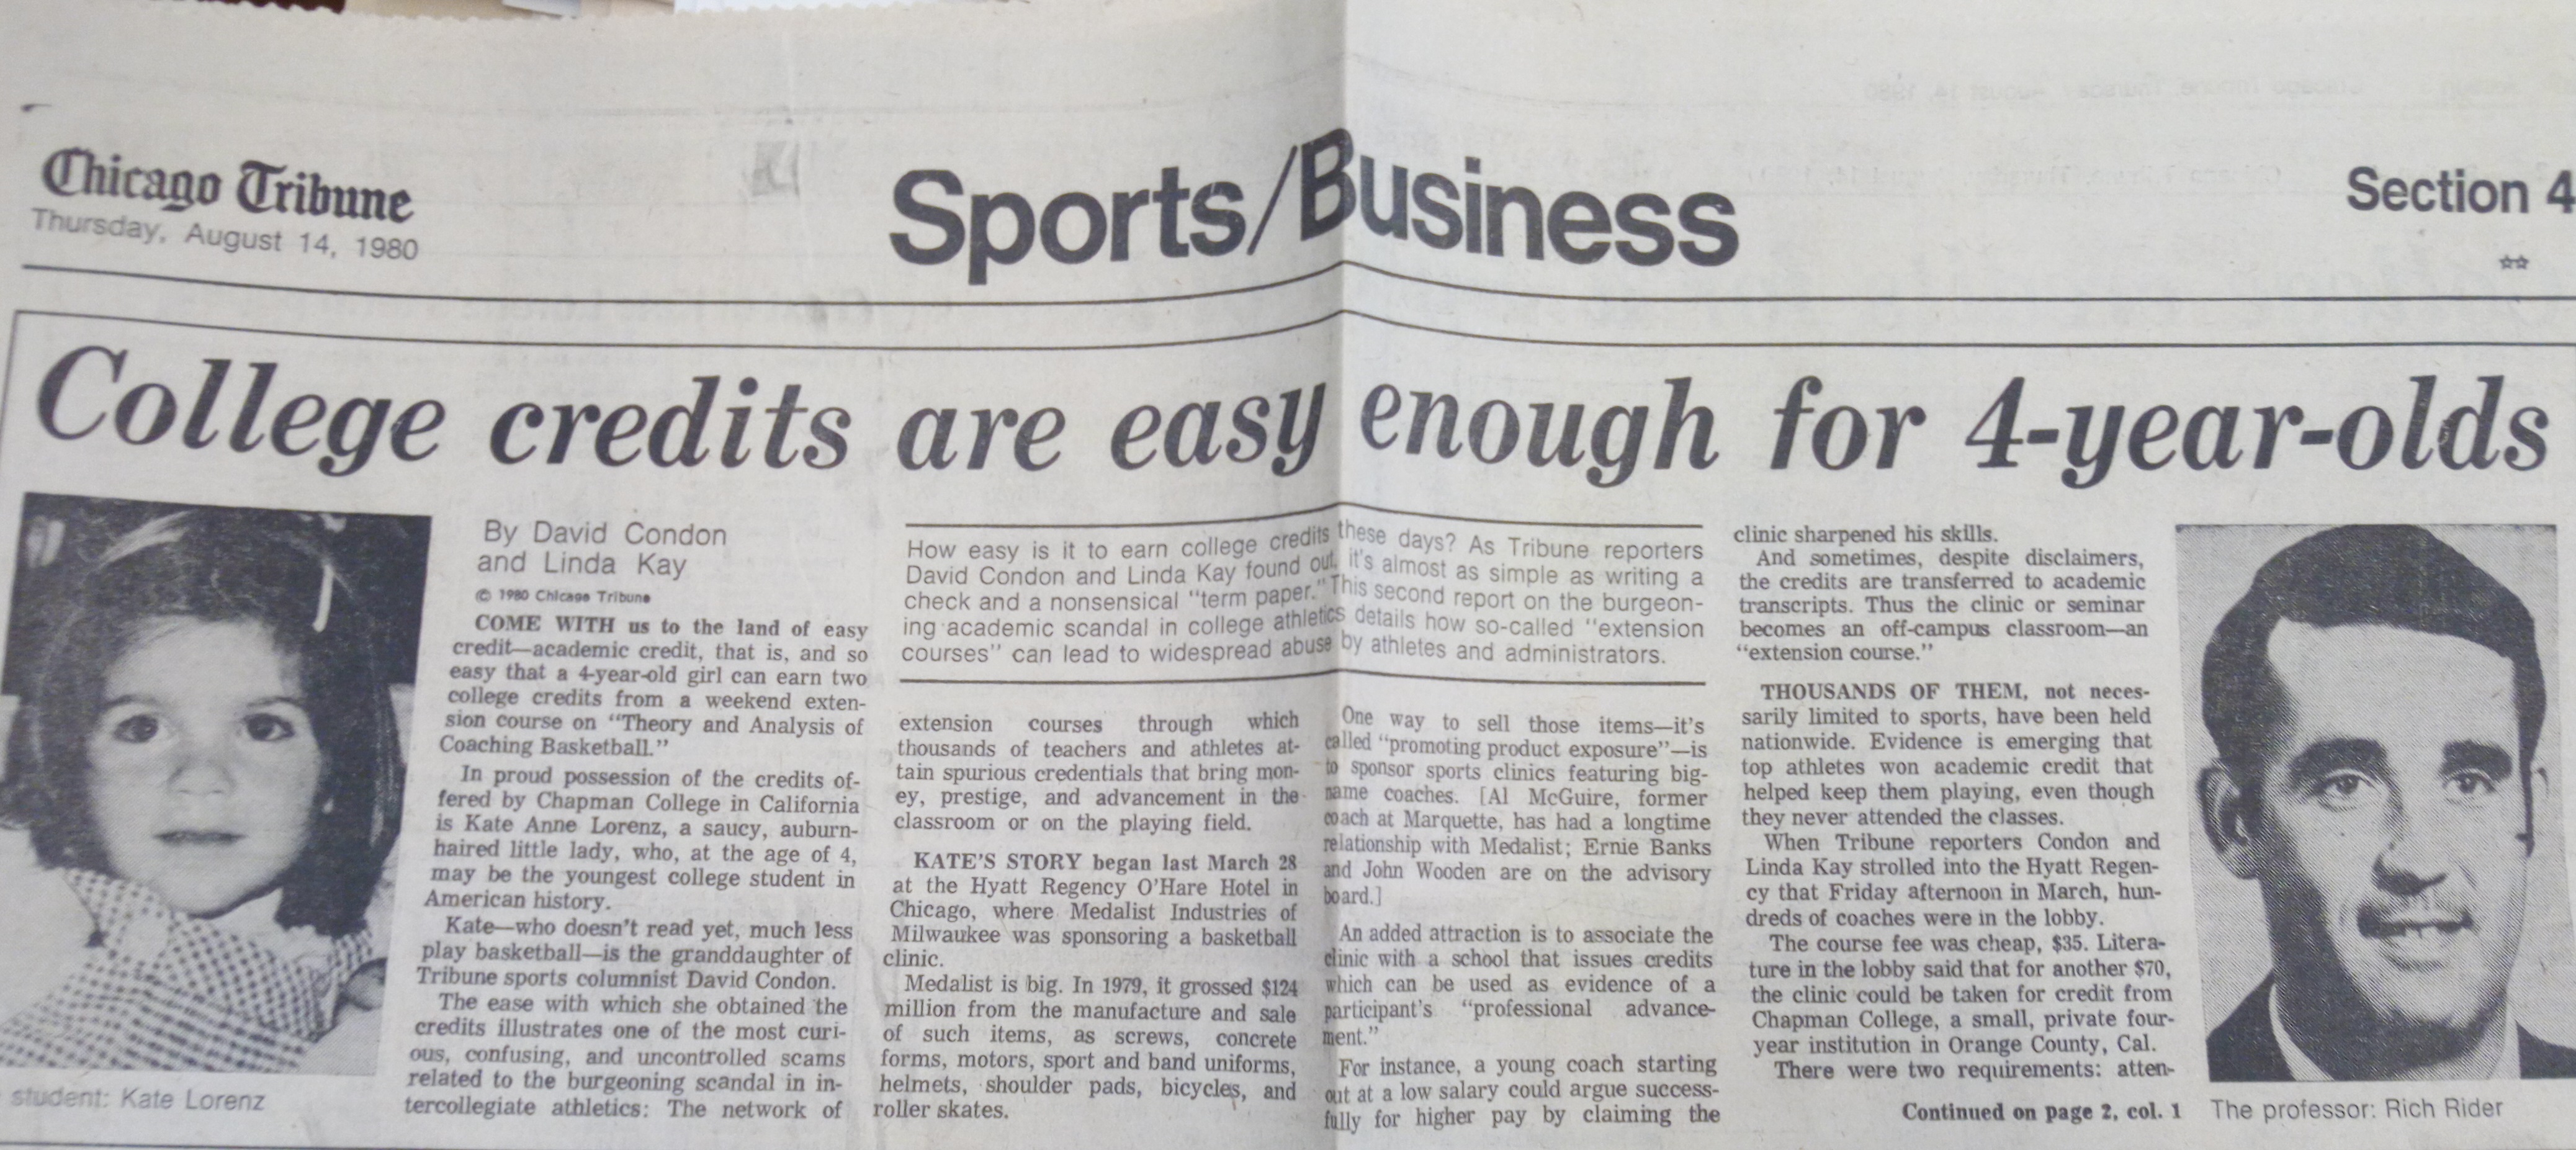 Chicago Tribune
Thursday, August 14, 1980
Sports/Business
Section 4
☆☆
College credits are easy enough for 4-year-olds
student: Kate Lorenz
By David Condon
and Linda Kay
© 1980 Chicago Tribune
COME WITH us to the land of easy
credit—academic credit, that is, and so
easy that a 4-year-old girl can earn two
college credits from a weekend exten-
sion course on "Theory and Analysis of
Coaching Basketball."
In proud possession of the credits of-
fered by Chapman College in California
is Kate Anne Lorenz, a saucy, auburn-
haired little lady, who, at the age of 4,
may be the youngest college student in
American history.
Kate—who doesn't read yet, much less
play basketball—is the granddaughter of
Tribune sports columnist David Condon.
The ease with which she obtained the
credits illustrates one of the most curi-
ous, confusing, and uncontrolled scams
related to the burgeoning scandal in in-
tercollegiate athletics: The network of
How easy is it to earn college credits these days? As Tribune reporters
David Condon and Linda Kay found out, it's almost as simple as writing a
check and a nonsensical "term paper." This second report on the burgeon-
ing academic scandal in college athletics details how so-called "extension
courses" can lead to widespread abuse by athletes and administrators.
extension courses through which
thousands of teachers and athletes at-
tain spurious credentials that bring mon-
ey, prestige, and advancement in the
classroom or on the playing field.
KATE'S STORY began last March 28
at the Hyatt Regency O'Hare Hotel in
Chicago, where Medalist Industries of
Milwaukee was sponsoring a basketball
clinic.
Medalist is big. In 1979, it grossed $124
million from the manufacture and sale
of such items, as screws, concrete
forms, motors, sport and band uniforms,
helmets, shoulder pads, bicycles, and
roller skates.
One way to sell those items—it's
called "promoting product exposure"—is
to sponsor sports clinics featuring big-
name coaches. [Al McGuire, former
coach at Marquette, has had a longtime
relationship with Medalist; Ernie Banks
and John Wooden are on the advisory
board.]
An added attraction is to associate the
clinic with a school that issues credits
which can be used as evidence of a
participant's "professional advance-
ment."
For instance, a young coach starting
out at a low salary could argue success-
fully for higher pay by claiming the
clinic sharpened his skills.
And sometimes, despite disclaimers,
the credits are transferred to academic
transcripts. Thus the clinic or seminar
becomes an off-campus classroom—an
"extension course."
THOUSANDS OF THEM, not neces-
sarily limited to sports, have been held
nationwide. Evidence is emerging that
top athletes won academic credit that
helped keep them playing, even though
they never attended the classes.
When Tribune reporters Condon and
Linda Kay strolled into the Hyatt Regen-
cy that Friday afternoon in March, hun-
dreds of coaches were in the lobby.
The course fee was cheap, $35. Litera-
ture in the lobby said that for another $70,
the clinic could be taken for credit from
Chapman College, a small, private four-
year institution in Orange County, Cal.
There were two requirements: atten-
Continued on page 2, col. 1
The professor: Rich Rider